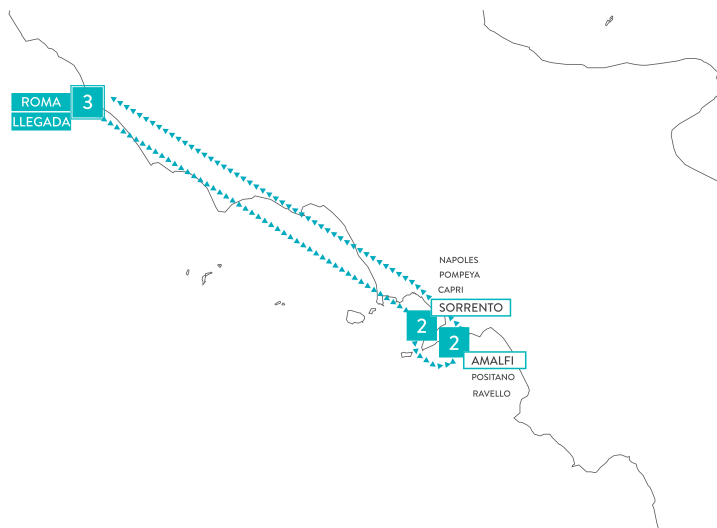 ROMA
3
LLEGADA
NAPOLES
POMPEYA
CAPRI
SORRENTO
2
2
AMALFI
POSITANO
RAVELLO